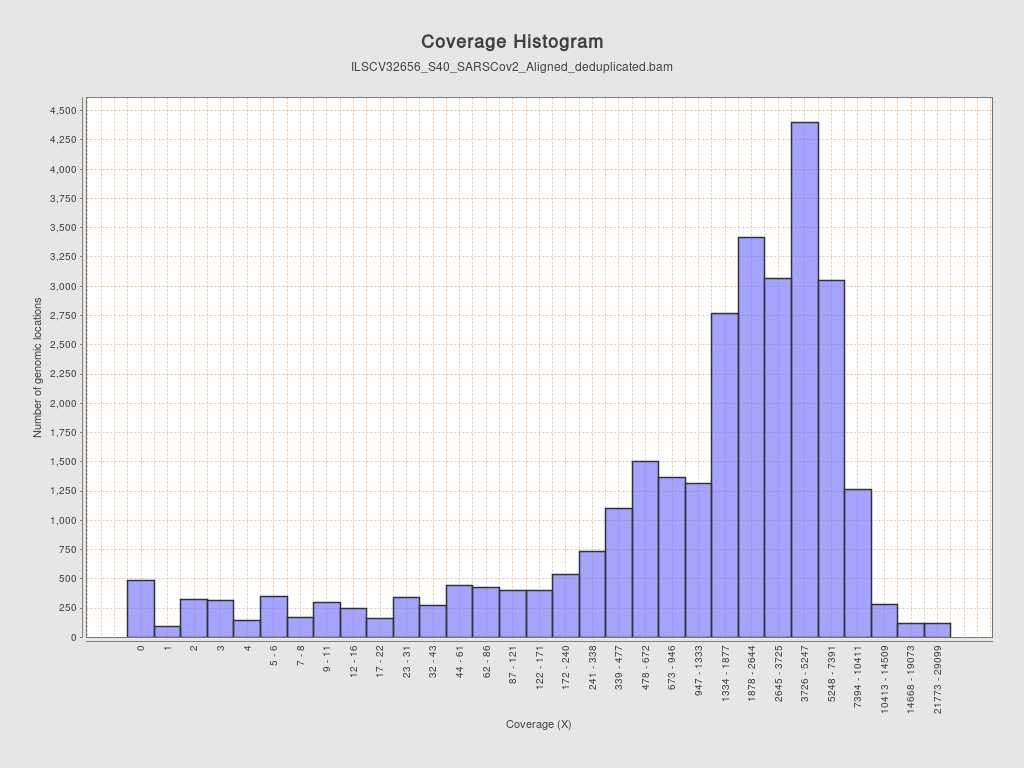 Coverage Histogram
ILSCV32656_S40_SARSCov2_Aligned_deduplicated.bam
Number of genomic locations
4,500
4,250
4,000
3,750
3,500
3,250
3,000
2,750
2,500
2,250
2,000
1,750
1,500
1,250
1,000
750
500
250
0
0
1
2
3
4
5 - 6
7 - 8
9 - 11
12 - 16
17 - 22
23 - 31
32 - 43
44 - 61
62 - 86
87 - 121
122 - 171
172 - 240
241 - 338
339 - 477
478 - 672
673 - 946
947 - 1333
1334 - 1877
1878 - 2644
2645 - 3725
3726 - 5247
5248 - 7391
7394 - 10411
10413 - 14509
14668 - 19073
21773 - 29099
Coverage (X)